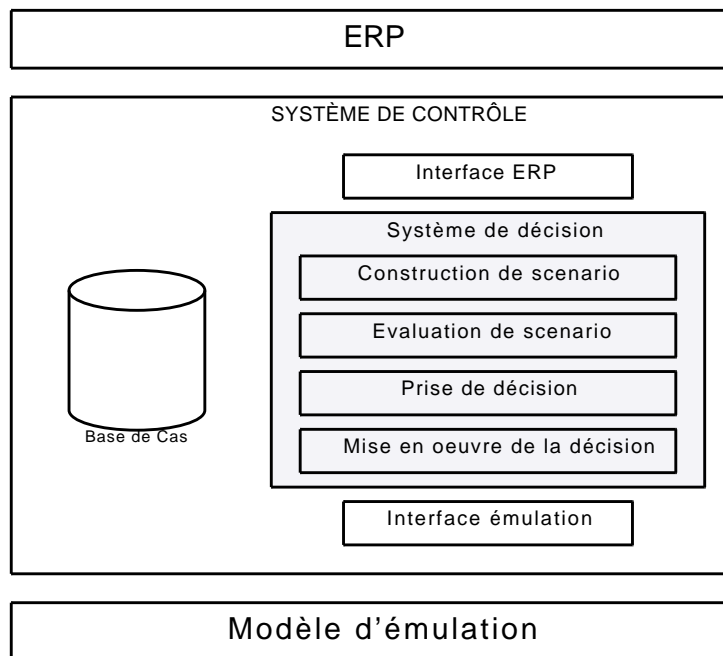 ERP
SYSTÈME DE CONTRÔLE
Interface ERP
Système de décision
Construction de scenario
Evaluation de scenario
Prise de décision
Mise en oeuvre de la décision
Base de Cas
Interface émulation
Modèle d’émulation